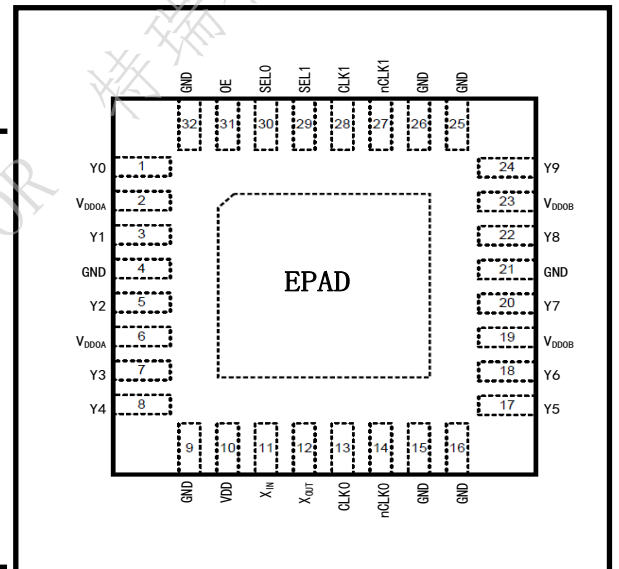 特瑞
OR
GND OE SEL0 SEL1 CLK1 nCLK1 GND GND
32 31 30 29 28 27 26 25
Y0 1 24 Y9
VDDOA 2 23 VDDOB
Y1 3 22 Y8
GND 4 21 GND
EPAD
Y2 5 20 Y7
VDDOA 6 19 VDDOB
Y3 7 18 Y6
Y4 8 17 Y5
9 10 11 12 13 14 15 16
GND VDD XIN XOUT CLK0 nCLK0 GND GND